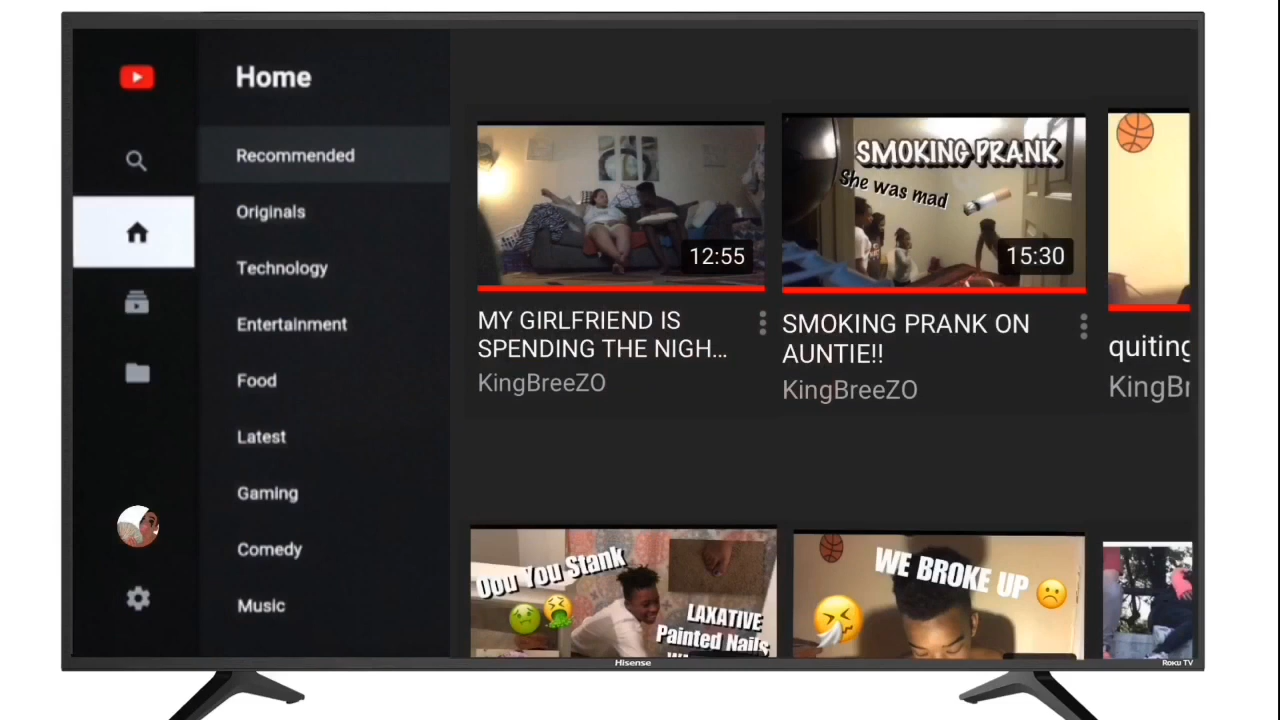 Home
Recommended
Originals
Technology
Entertainment
Food
Latest
Gaming
Comedy
Music
12:55
MY GIRLFRIEND IS
SPENDING THE NIGH...
KingBreeZO
SMOKING PRANK
She was mad
15:30
SMOKING PRANK ON
AUNTIE!!
KingBreeZO
quiting
KingBr
Oou You Stank
LAXATIVE
Painted Nails
WE BROKE UP
Hisense
Roku TV